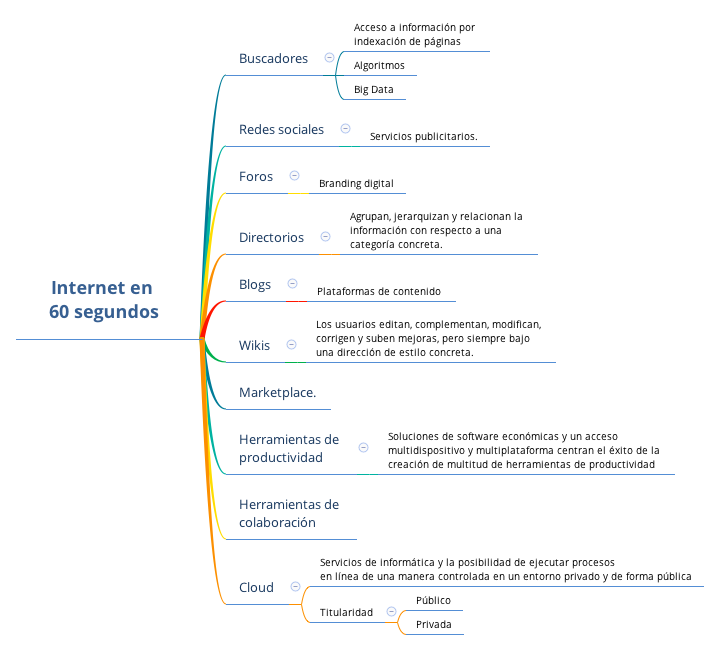 Internet en
60 segundos
Buscadores
Acceso a información por
indexación de páginas
Algoritmos
Big Data
Redes sociales
Servicios publicitarios.
Foros
Branding digital
Directorios
Agrupan, jerarquizan y relacionan la
información con respecto a una
categoría concreta.
Blogs
Plataformas de contenido
Wikis
Los usuarios editan, complementan, modifican,
corrigen y suben mejoras, pero siempre bajo
una dirección de estilo concreta.
Marketplace.
Herramientas de
productividad
Soluciones de software económicas y un acceso
multidispositivo y multiplataforma centran el éxito de la
creación de multitud de herramientas de productividad
Herramientas de
colaboración
Cloud
Servicios de informática y la posibilidad de ejecutar procesos
en línea de una manera controlada en un entorno privado y de forma pública
Titularidad
Público
Privada